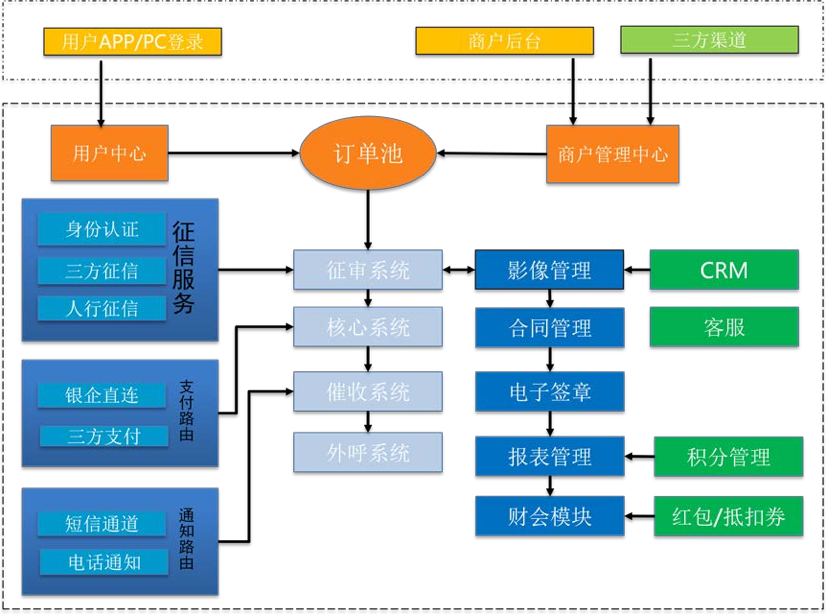 用户APP/PC登录
商户后台
三方渠道
用户中心
订单池
商户管理中心
身份认证
三方征信
人行征信
征信服务
征审系统
影像管理
CRM
核心系统
合同管理
客服
银企直连
三方支付
支付路由
催收系统
电子签章
外呼系统
报表管理
积分管理
短信通道
电话通知
通知路由
财会模块
红包/抵扣券